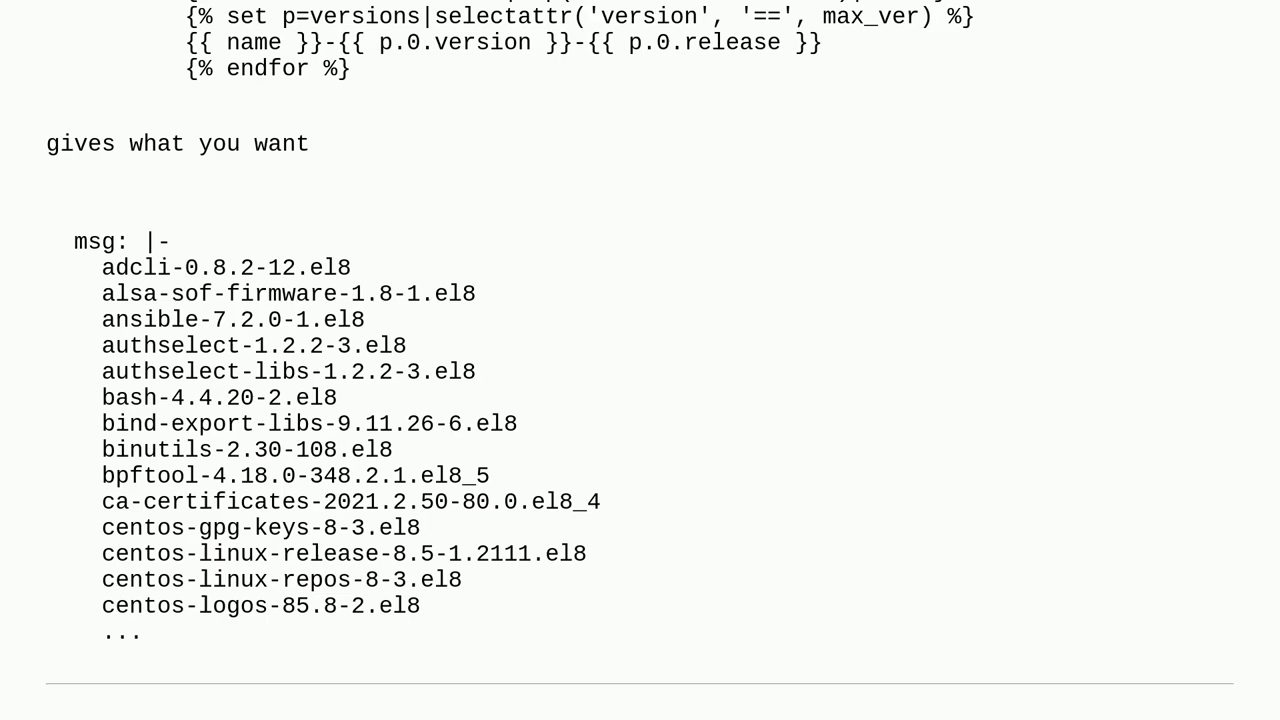 {% set p=versions|selectattr('version', '==', max_ver) %}
{{ name }}-{{ p.0.version }}-{{ p.0.release }}
{% endfor %}
gives what you want
msg: |-
adcli-0.8.2-12.el8
alsa-sof-firmware-1.8-1.el8
ansible-7.2.0-1.el8
authselect-1.2.2-3.el8
authselect-libs-1.2.2-3.el8
bash-4.4.20-2.el8
bind-export-libs-9.11.26-6.el8
binutils-2.30-108.el8
bpftool-4.18.0-348.2.1.el8_5
ca-certificates-2021.2.50-80.0.el8_4
centos-gpg-keys-8-3.el8
centos-linux-release-8.5-1.2111.el8
centos-linux-repos-8-3.el8
centos-logos-85.8-2.el8
...